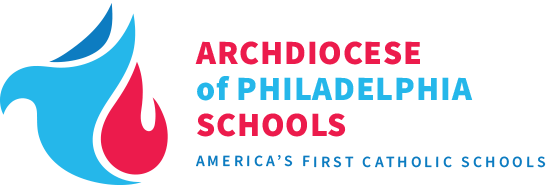 ARCHDIOCESE
of PHILADELPHIA
SCHOOLS
AMERICA'S FIRST CATHOLIC SCHOOLS